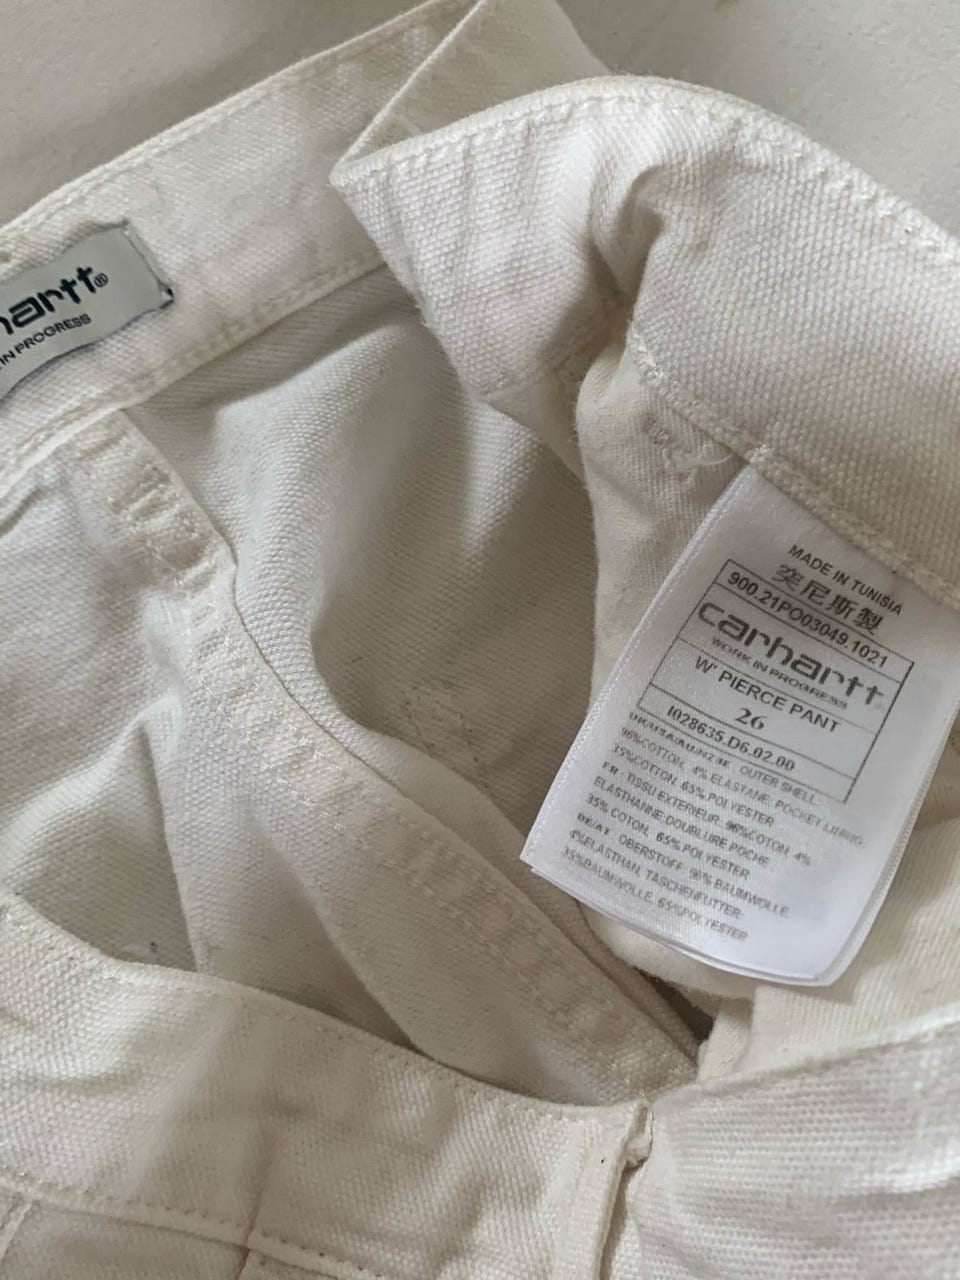 hartt®
IN PROGRESS
MADE IN TUNISIA
突尼斯製
900.21PO03049.1021
carhartt
WORK IN PROGRESS
W' PIERCE PANT
26
I028635.D6.02.00
OUTER SHELL:
96%COTTON, 4% ELASTANE, POCKET LINING:
35%COTTON, 65% POLYESTER
FR : TISSU EXTERIEUR: 96%COTON, 4%
ELASTHANNE:DOUBLURE POCHE:
35% COTON, 65% POLYESTER
DE/AT : OBERSTOFF: 96% BAUMWOLLE,
4%ELASTHAN, TASCHENFUTTER:
35%BAUMWOLLE, 65%POLYESTER